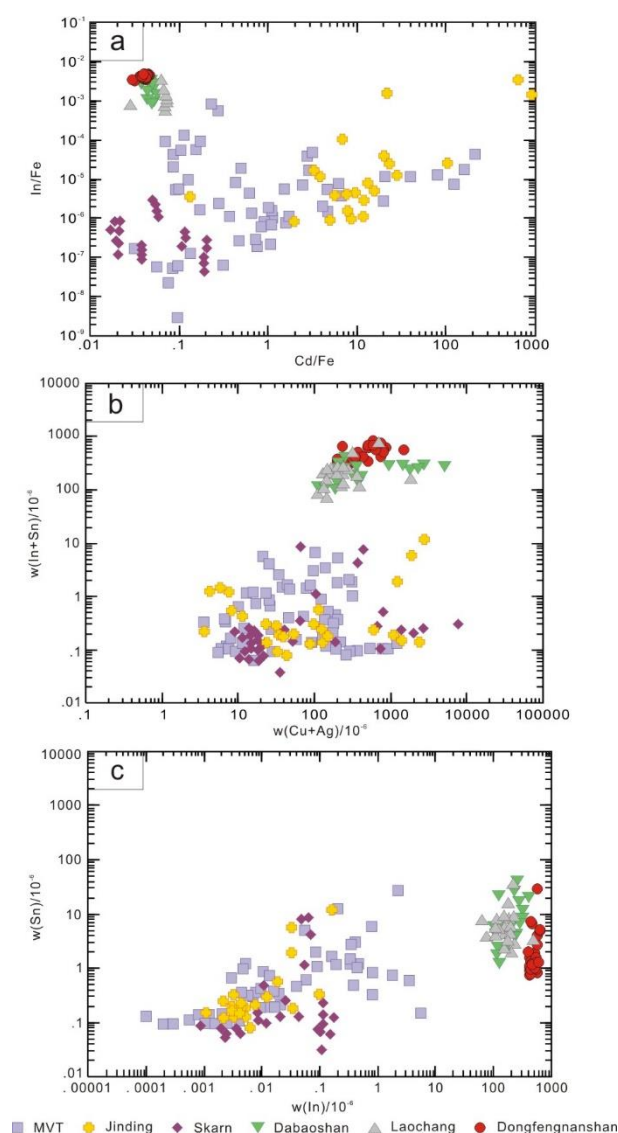 a
10⁻¹
10⁻²
10⁻³
10⁻⁴
10⁻⁵
10⁻⁶
10⁻⁷
10⁻⁸
10⁻⁹
In/Fe
.01 .1 1 10 100 1000
Cd/Fe
b
10000
1000
100
10
1
.1
.01
w(In+Sn)/10⁻⁶
.1 1 10 100 1000 10000 100000
w(Cu+Ag)/10⁻⁶
c
10000
1000
100
10
1
.1
.01
w(Sn)/10⁻⁶
.00001 .0001 .001 .01 .1 1 10 100 1000
w(In)/10⁻⁶
MVT Jinding Skarn Dabaoshan Laochang Dongfengnanshan